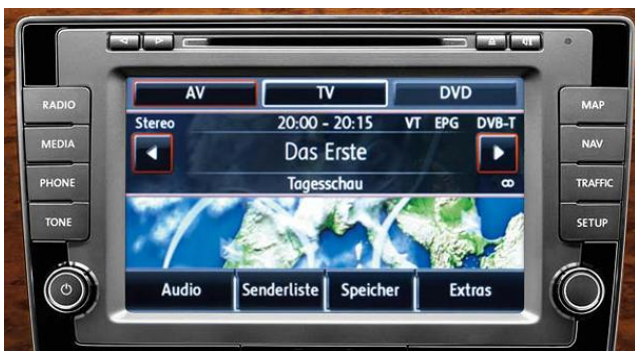 AV TV DVD
RADIO
Stereo 20:00 - 20:15 VT EPG DVB-T
MAP
MEDIA
Das Erste
NAV
PHONE
Tagesschau
TRAFFIC
TONE
SETUP
Audio Senderliste Speicher Extras